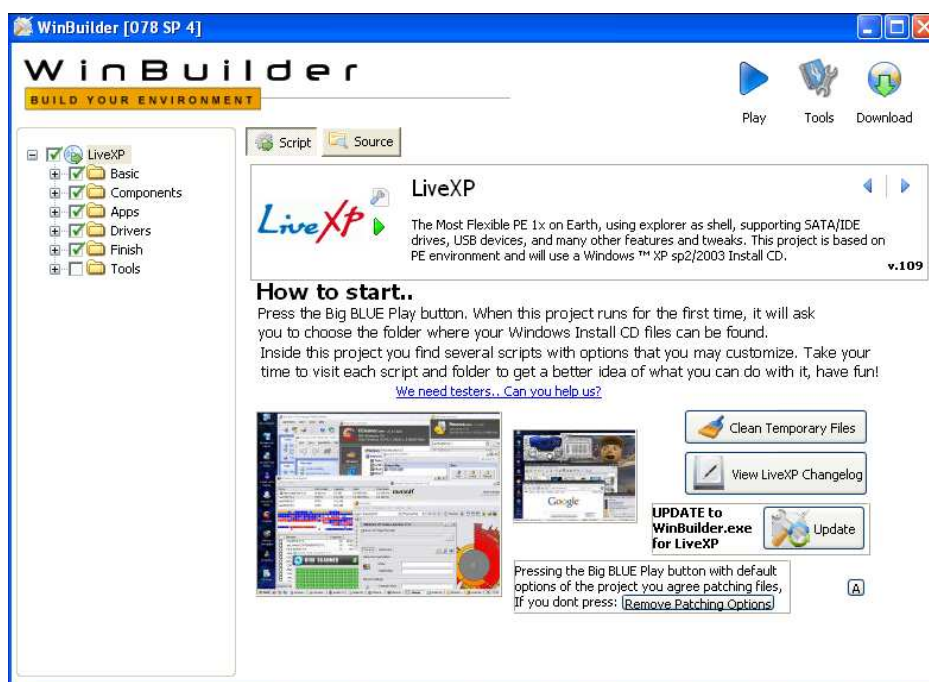 WinBuilder [078 SP 4]
WinBuilder
BUILD YOUR ENVIRONMENT
Play
Tools
Download
LiveXP
Basic
Components
Apps
Drivers
Finish
Tools
Script
Source
LiveXP
LiveXP
The Most Flexible PE 1x on Earth, using explorer as shell, supporting SATA/IDE
drives, USB devices, and many other features and tweaks. This project is based on
PE environment and will use a Windows ™ XP sp2/2003 Install CD.
v.109
How to start..
Press the Big BLUE Play button. When this project runs for the first time, it will ask
you to choose the folder where your Windows Install CD files can be found.
Inside this project you find several scripts with options that you may customize. Take your
time to visit each script and folder to get a better idea of what you can do with it, have fun!
We need testers.. Can you help us?
Google
Clean Temporary Files
View LiveXP Changelog
UPDATE to
WinBuilder.exe
for LiveXP
Update
Pressing the Big BLUE Play button with default
options of the project you agree patching files,
If you dont press: Remove Patching Options
A